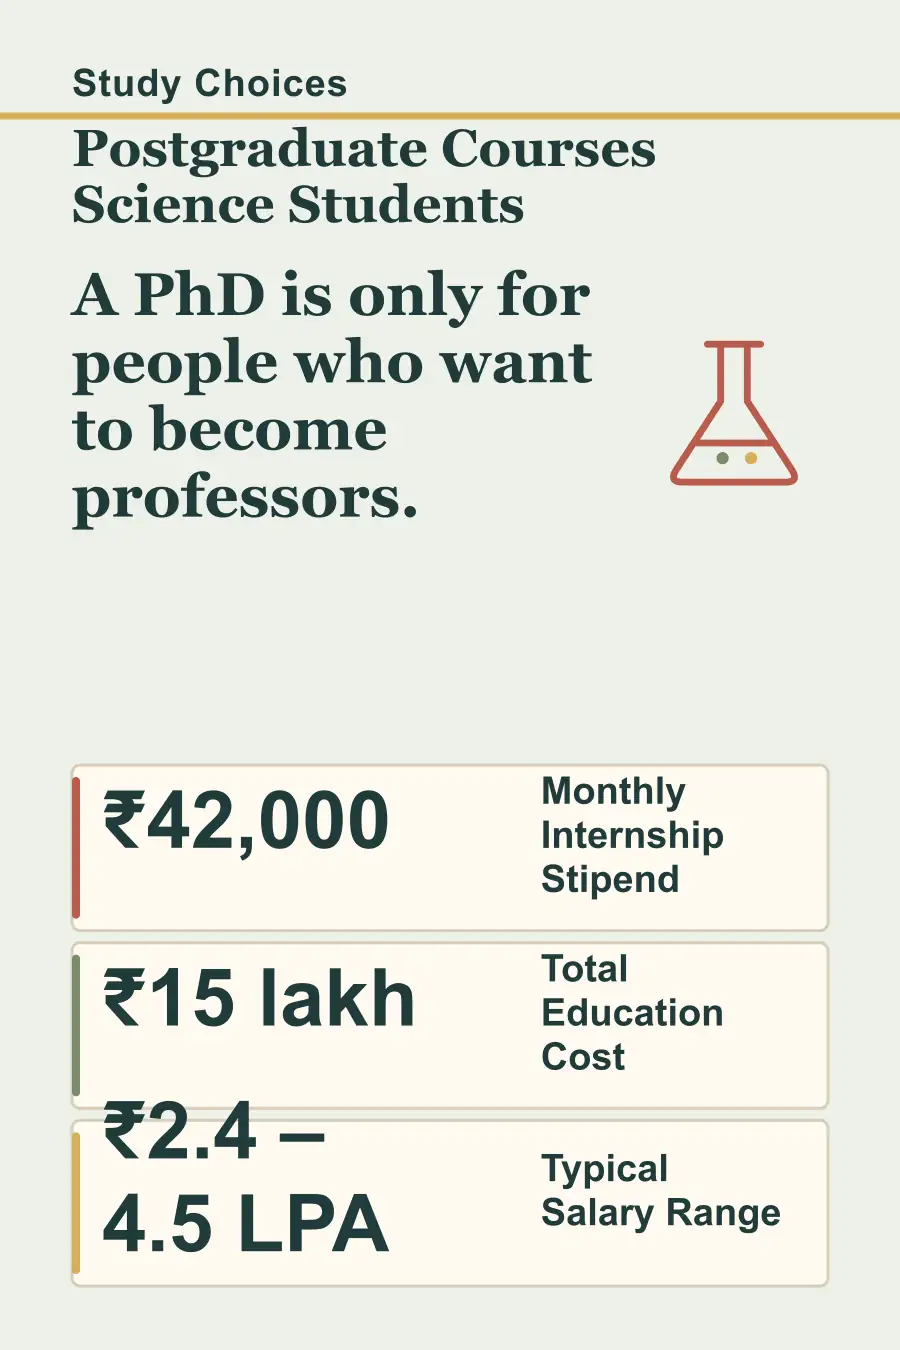 Study Choices
Postgraduate Courses
Science Students
A PhD is only for
people who want
to become
professors.
₹42,000
Monthly
Internship
Stipend
₹15 lakh
Total
Education
Cost
₹2.4 –
4.5 LPA
Typical
Salary Range